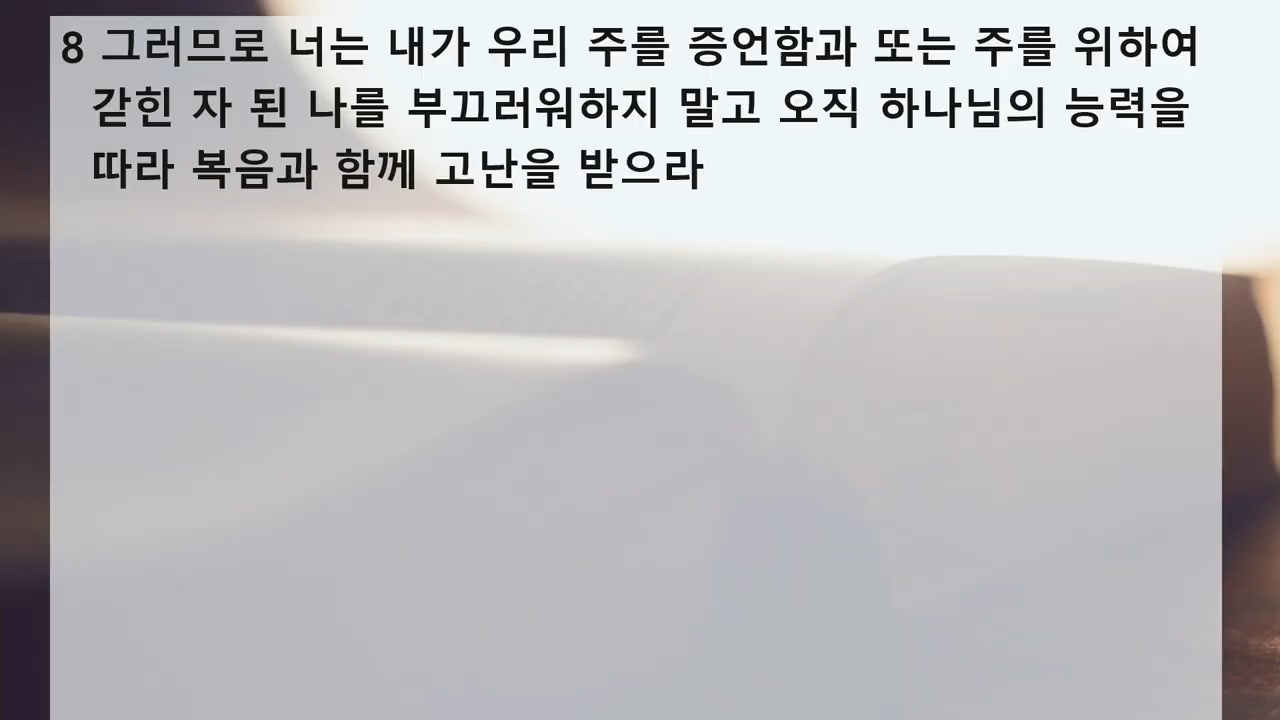 8 그러므로 너는 내가 우리 주를 증언함과 또는 주를 위하여
갇힌 자 된 나를 부끄러워하지 말고 오직 하나님의 능력을
따라 복음과 함께 고난을 받으라